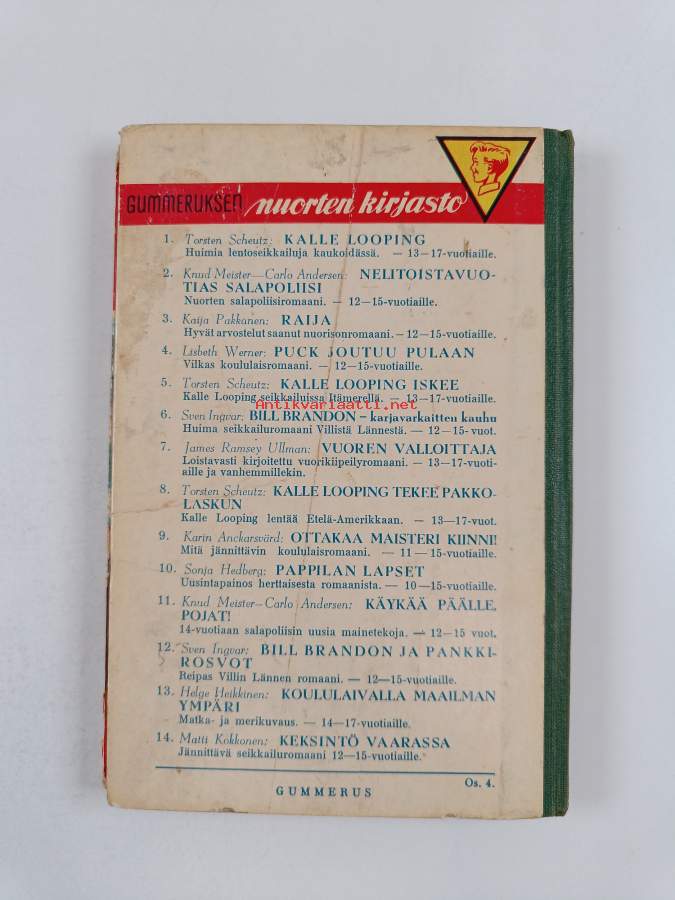 GUMMERUKSEN nuorten kirjasto
1. Torsten Scheutz: KALLE LOOPING
Huimia lentoseikkailuja kaukoidässä. — 13—17-vuotiaille.
2. Knud Meister—Carlo Andersen: NELITOISTAVUO-
TIAS SALAPOLIISI
Nuorten salapoliisiromaani. — 12—15-vuotiaille.
3. Kaija Pakkanen: RAIJA
Hyvät arvostelut saanut nuorisonromaani. — 12—15-vuotiaille.
4. Lisbeth Werner: PUCK JOUTUU PULAAN
Vilkas koululaisromaani. — 12—15-vuotiaille.
5. Torsten Scheutz: KALLE LOOPING ISKEE
Kalle Looping seikkailuissa Itämerellä. — 13—17-vuotiaille.
Antikvariaatti.net
6. Sven Ingvar: BILL BRANDON — karjavarkaitten kauhu
Huima seikkailuromaani Villistä Lännestä. — 12—15-vuot.
7. James Ramsey Ullman: VUOREN VALLOITTAJA
Loistavasti kirjoitettu vuorikiipeilyromaani. — 13—17-vuoti-
aille ja vanhemmillekin.
8. Torsten Scheutz: KALLE LOOPING TEKEE PAKKO-
LASKUN
Kalle Looping lentää Etelä-Amerikkaan. — 13—17-vuot.
9. Karin Anckarsvärd: OTTAKAA MAISTERI KIINNI!
Mitä jännittävin koululaisromaani. — 11—15-vuotiaille.
10. Sonja Hedberg: PAPPILAN LAPSET
Uusintapainos herttaisesta romaanista. — 10—15-vuotiaille.
11. Knud Meister—Carlo Andersen: KÄYKÄÄ PÄÄLLE,
POJAT!
14-vuotiaan salapoliisin uusia mainetekoja. — 12—15 vuot.
12. Sven Ingvar: BILL BRANDON JA PANKKI-
ROSVOT
Reipas Villin Lännen romaani. — 12—15-vuotiaille.
13. Helge Heikkinen: KOULULAIVALLA MAAILMAN
YMPÄRI
Matka- ja merikuvaus. — 14—17-vuotiaille.
14. Matti Kokkonen: KEKSINTÖ VAARASSA
Jännittävä seikkailuromaani 12—15-vuotiaille.
Os. 4.
GUMMERUS